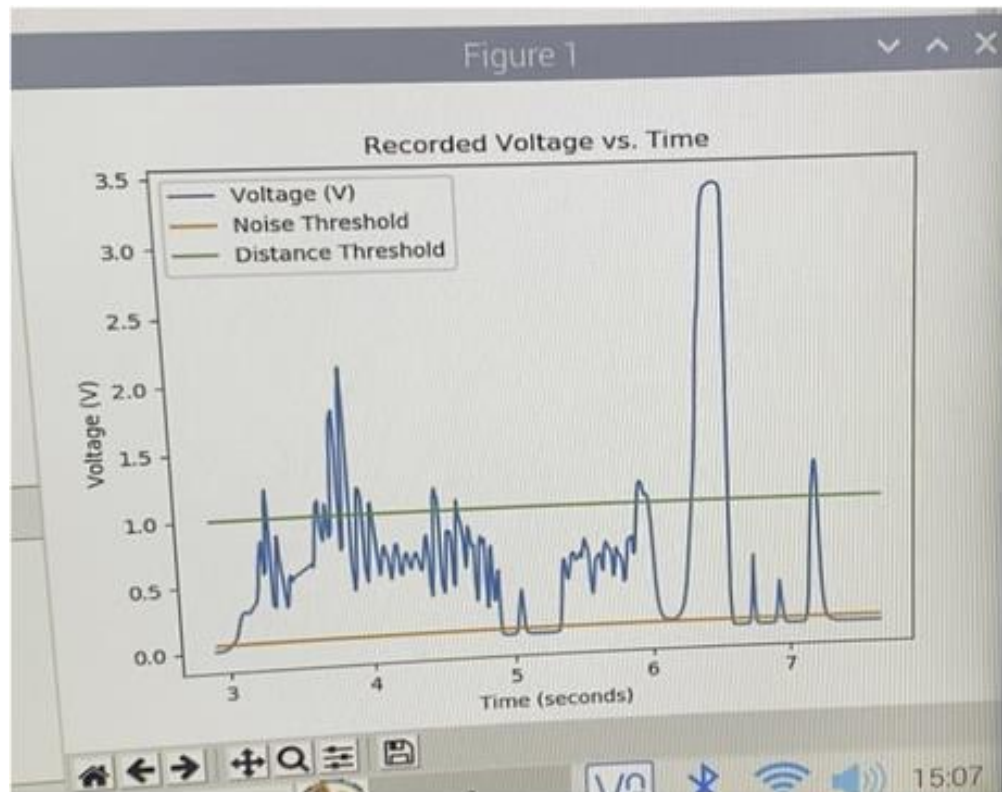 Figure 1
Recorded Voltage vs. Time
3.5
3.0
2.5
2.0
1.5
1.0
0.5
0.0
Voltage (V)
Voltage (V)
Noise Threshold
Distance Threshold
3 4 5 6 7
Time (seconds)
15:07